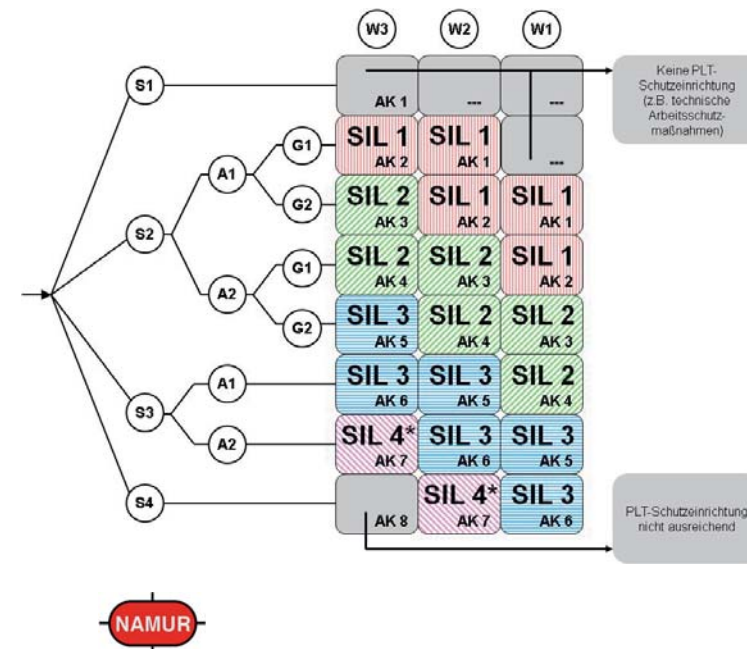 W3 W2 W1
S1
AK 1 --- ---
Keine PLT-
Schutzeinrichtung
(z.B. technische
Arbeitsschutz-
maßnahmen)
A1 G1
SIL 1 SIL 1
AK 2 AK 1 ---
G2
SIL 2 SIL 1 SIL 1
AK 3 AK 2 AK 1
S2
A2 G1
SIL 2 SIL 2 SIL 1
AK 4 AK 3 AK 2
G2
SIL 3 SIL 2 SIL 2
AK 5 AK 4 AK 3
S3
A1
SIL 3 SIL 3 SIL 2
AK 6 AK 5 AK 4
A2
SIL 4* SIL 3 SIL 3
AK 7 AK 6 AK 5
S4
SIL 4* SIL 3
AK 8 AK 7 AK 6
PLT-Schutzeinrichtung
nicht ausreichend
NAMUR